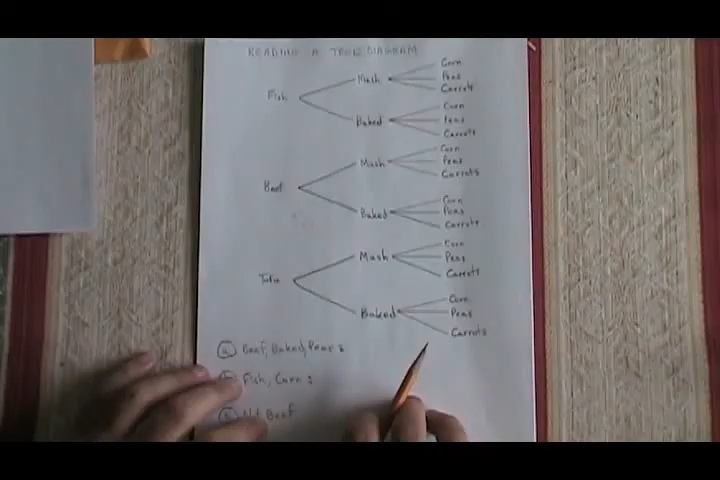 READING A TREE DIAGRAM
Fish
Mash
Corn
Peas
Carrots
Baked
Corn
Peas
Carrots
Beef
Mash
Corn
Peas
Carrots
Baked
Corn
Peas
Carrots
Tofu
Mash
Corn
Peas
Carrots
Baked
Corn
Peas
Carrots
a Beef, Baked, Peas :
Fish, Corn :
Not Beef